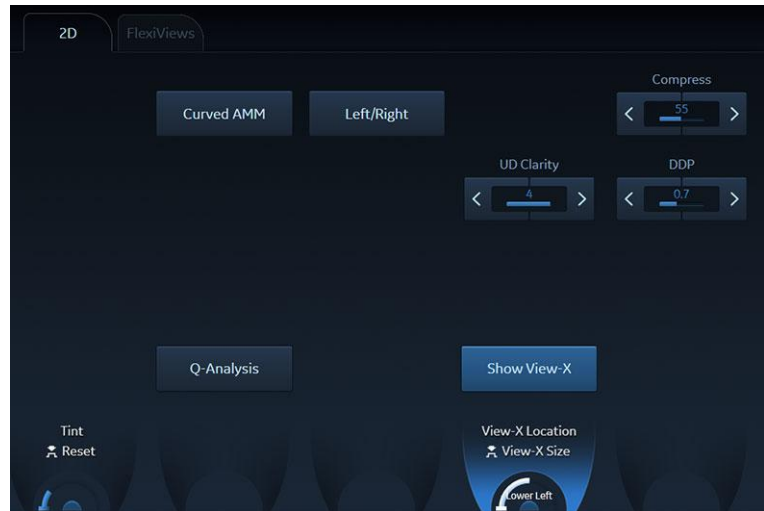 2D
FlexiViews
Compress
Curved AMM
Left/Right
55
UD Clarity
DDP
4
0.7
Q-Analysis
Show View-X
Tint
Reset
View-X Location
View-X Size
Lower Left